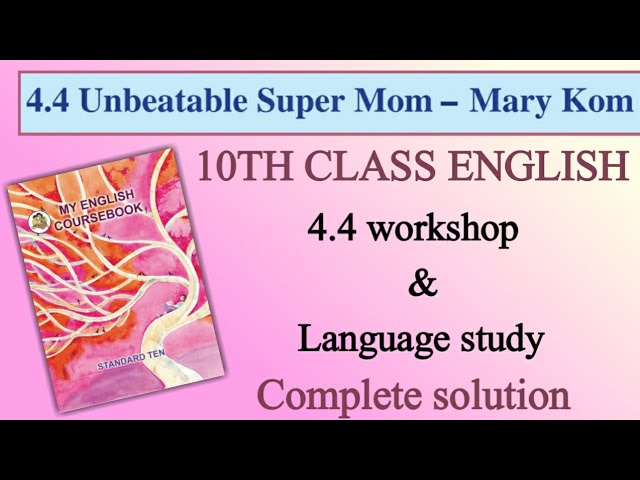 4.4 Unbeatable Super Mom – Mary Kom
10TH CLASS ENGLISH
MY ENGLISH
COURSEBOOK
STANDARD TEN
4.4 workshop
&
Language study
Complete solution